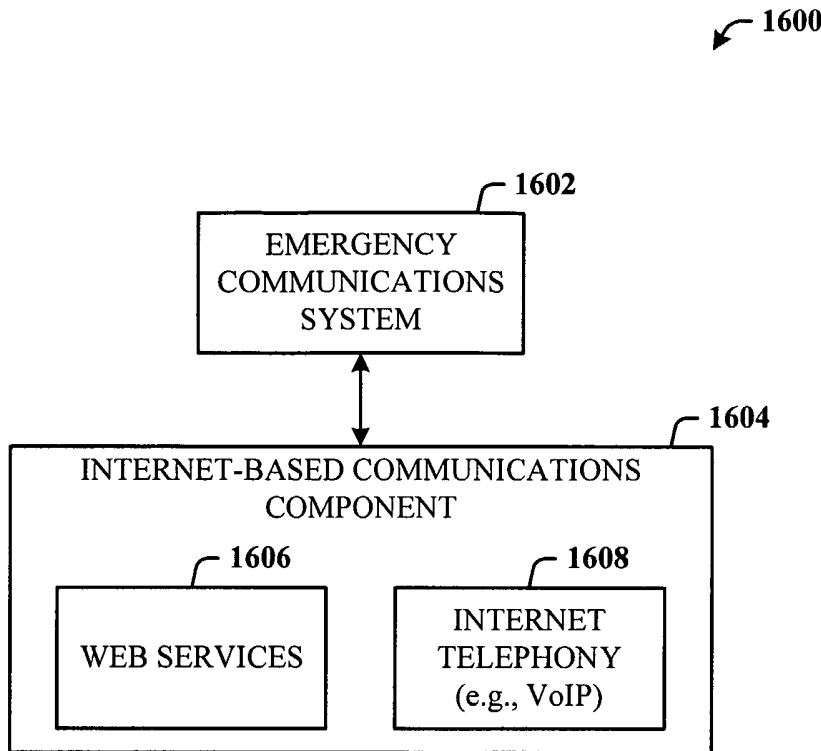 1600
1602
EMERGENCY
COMMUNICATIONS
SYSTEM
1604
INTERNET-BASED COMMUNICATIONS
COMPONENT
1606
1608
WEB SERVICES
INTERNET
TELEPHONY
(e.g., VoIP)